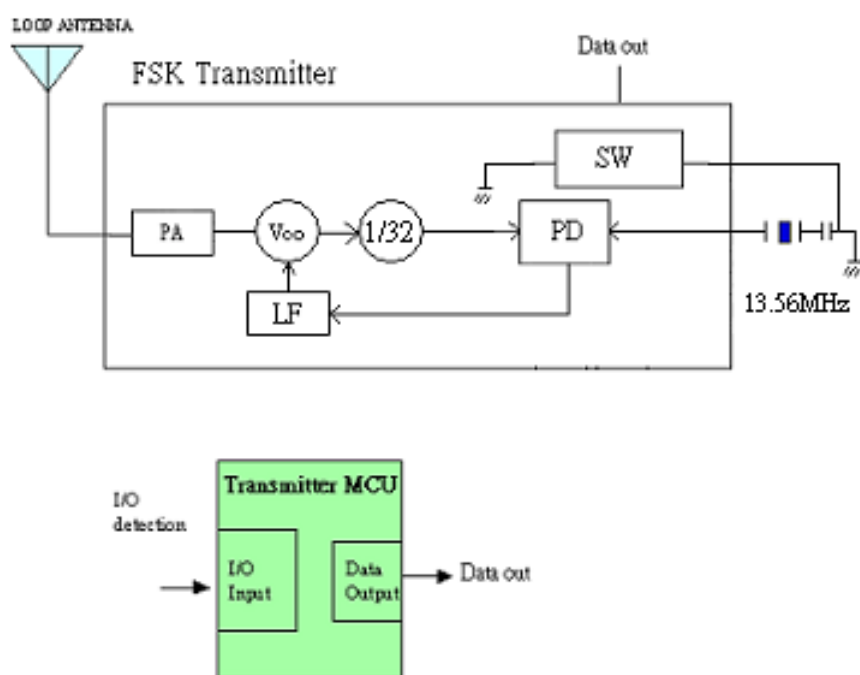 LOOP ANTENNA
Data out
FSK Transmitter
SW
PA
Vco
1/32
PD
LF
13.56MHz
Transmitter MCU
I/O
detection
I/O
Input
Data
Output
Data out